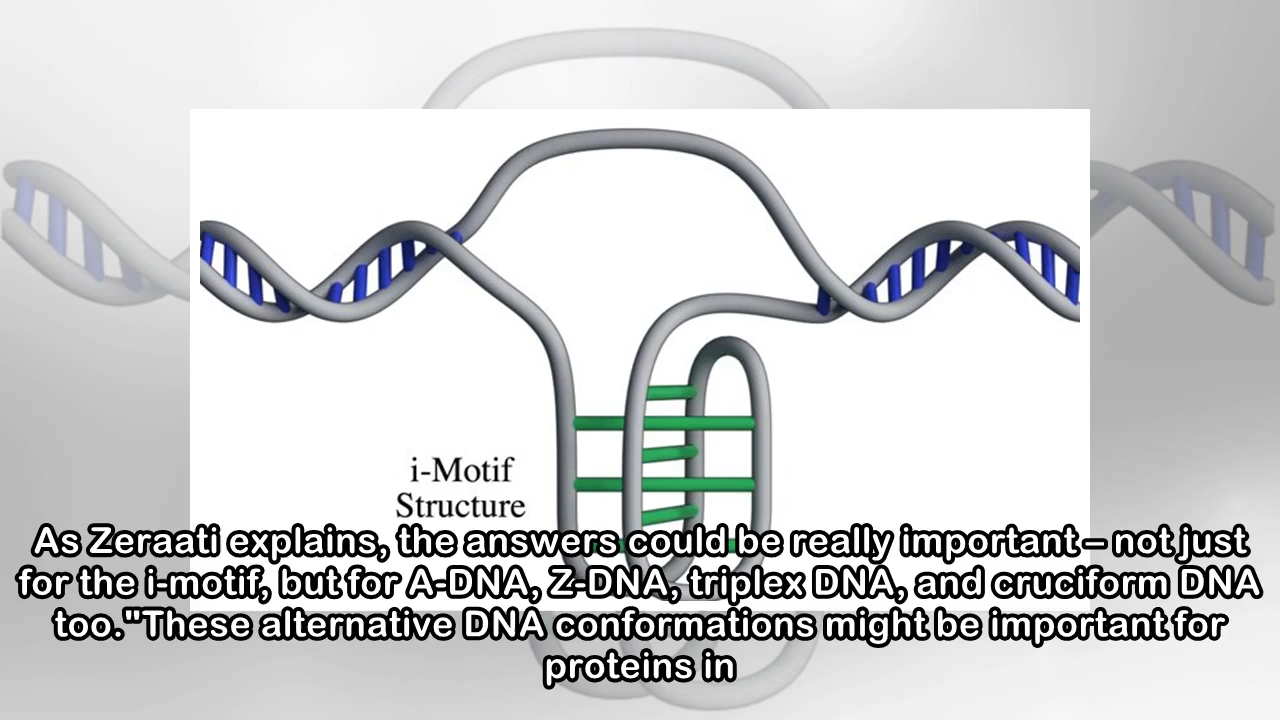 i-Motif
Structure
As Zeraati explains, the answers could be really important – not just
for the i-motif, but for A-DNA, Z-DNA, triplex DNA, and cruciform DNA
too."These alternative DNA conformations might be important for
proteins in